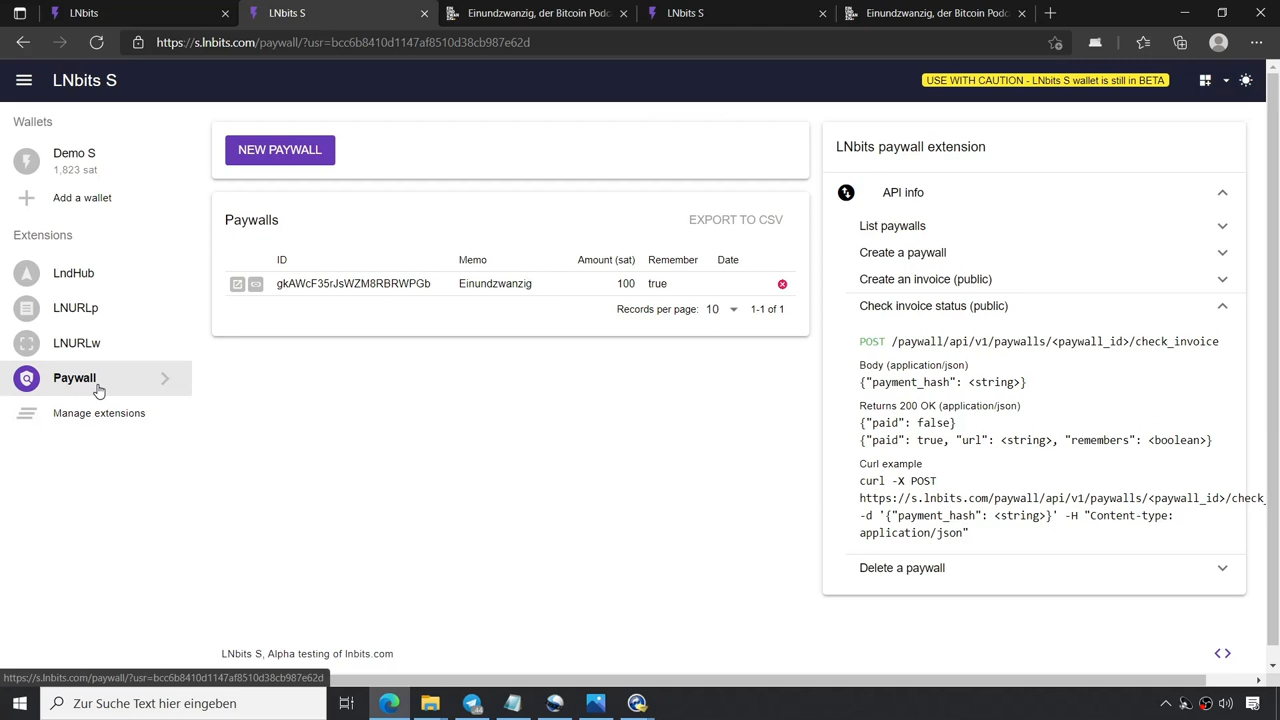 LNbits
LNbits S
Einundzwanzig, der Bitcoin Podc
LNbits S
Einundzwanzig, der Bitcoin Podc
https://s.lnbits.com/paywall/?usr=bcc6b8410d1147af8510d38cb987e62d
LNbits S
USE WITH CAUTION - LNbits S wallet is still in BETA
Wallets
Demo S
1,823 sat
Add a wallet
Extensions
LndHub
LNURLp
LNURLw
Paywall
Manage extensions
NEW PAYWALL
Paywalls
EXPORT TO CSV
ID Memo Amount (sat) Remember Date
gkAWcF35rJsWZM8RBRWPGb Einundzwanzig 100 true
Records per page: 10 1-1 of 1
LNbits paywall extension
API info
List paywalls
Create a paywall
Create an invoice (public)
Check invoice status (public)
POST /paywall/api/v1/paywalls/<paywall_id>/check_invoice
Body (application/json)
{"payment_hash": <string>}
Returns 200 OK (application/json)
{"paid": false}
{"paid": true, "url": <string>, "remembers": <boolean>}
Curl example
curl -X POST
https://s.lnbits.com/paywall/api/v1/paywalls/<paywall_id>/check_
-d '{"payment_hash": <string>}' -H "Content-type:
application/json"
Delete a paywall
LNbits S, Alpha testing of lnbits.com
https://s.lnbits.com/paywall/?usr=bcc6b8410d1147af8510d38cb987e62d
Zur Suche Text hier eingeben